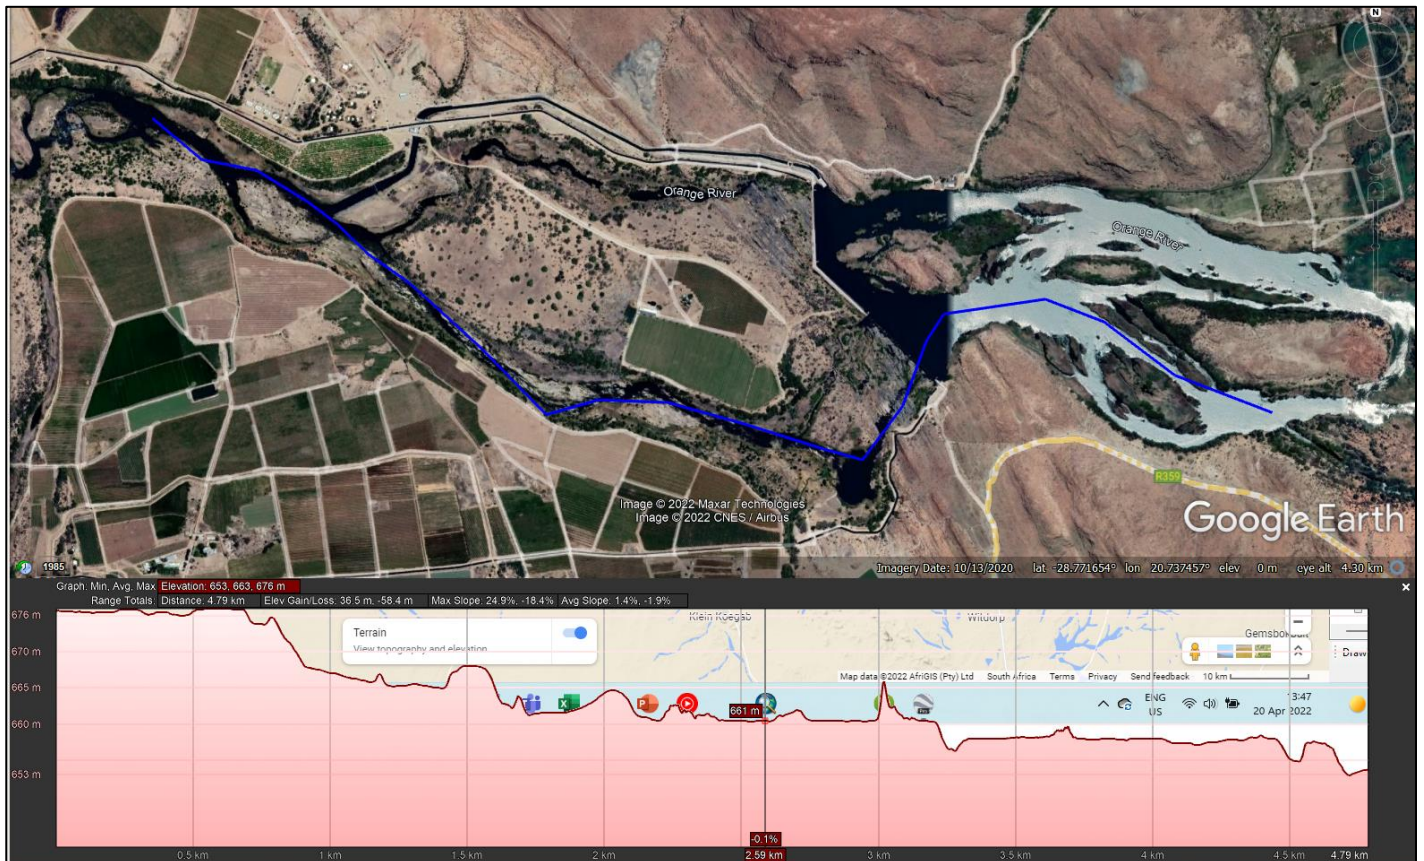 N
Orange River
Orange River
R359
Image © 2022 Maxar Technologies
Image © 2022 CNES / Airbus
Google Earth
1985
Imagery Date: 10/13/2020 lat -28.771654° lon 20.737457° elev 0 m eye alt 4.30 km
Graph: Min, Avg, Max Elevation: 653, 663, 676 m
Range Totals: Distance: 4.79 km Elev Gain/Loss: 36.5 m, -58.4 m Max Slope: 24.9%, -18.4% Avg Slope: 1.4%, -1.9%
676 m
670 m
665 m
660 m
653 m
Terrain
View topography and elevation
Draw
Map data ©2022 AfriGIS (Pty) Ltd South Africa Terms Privacy Send feedback 10 km
661 m
ENG
US
13:47
20 Apr 2022
-0.1%
0.5 km 1 km 1.5 km 2 km 2.59 km 3 km 3.5 km 4 km 4.5 km 4.79 km